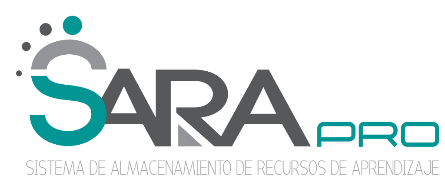 SARA PRO
SISTEMA DE ALMACENAMIENTO DE RECURSOS DE APRENDIZAJE